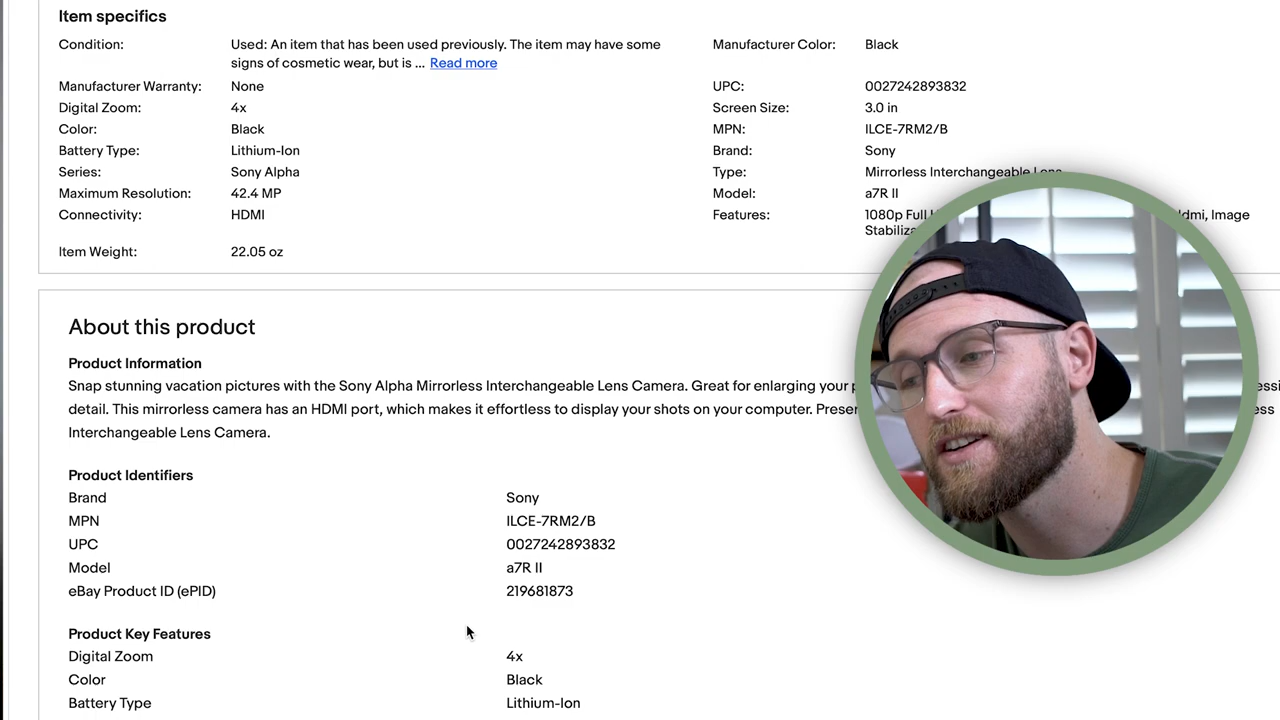 Item specifics
Condition: Used: An item that has been used previously. The item may have some signs of cosmetic wear, but is ... Read more
Manufacturer Color: Black
Manufacturer Warranty: None
UPC: 0027242893832
Digital Zoom: 4x
Screen Size: 3.0 in
Color: Black
MPN: ILCE-7RM2/B
Battery Type: Lithium-Ion
Brand: Sony
Series: Sony Alpha
Type: Mirrorless Interchangeable Lens
Maximum Resolution: 42.4 MP
Model: a7R II
Connectivity: HDMI
Features: 1080p Full Image
Item Weight: 22.05 oz
About this product
Product Information
Snap stunning vacation pictures with the Sony Alpha Mirrorless Interchangeable Lens Camera. Great for enlarging your
detail. This mirrorless camera has an HDMI port, which makes it effortless to display your shots on your computer.
Interchangeable Lens Camera.
Product Identifiers
Brand Sony
MPN ILCE-7RM2/B
UPC 0027242893832
Model a7R II
eBay Product ID (ePID) 219681873
Product Key Features
Digital Zoom 4x
Color Black
Battery Type Lithium-Ion